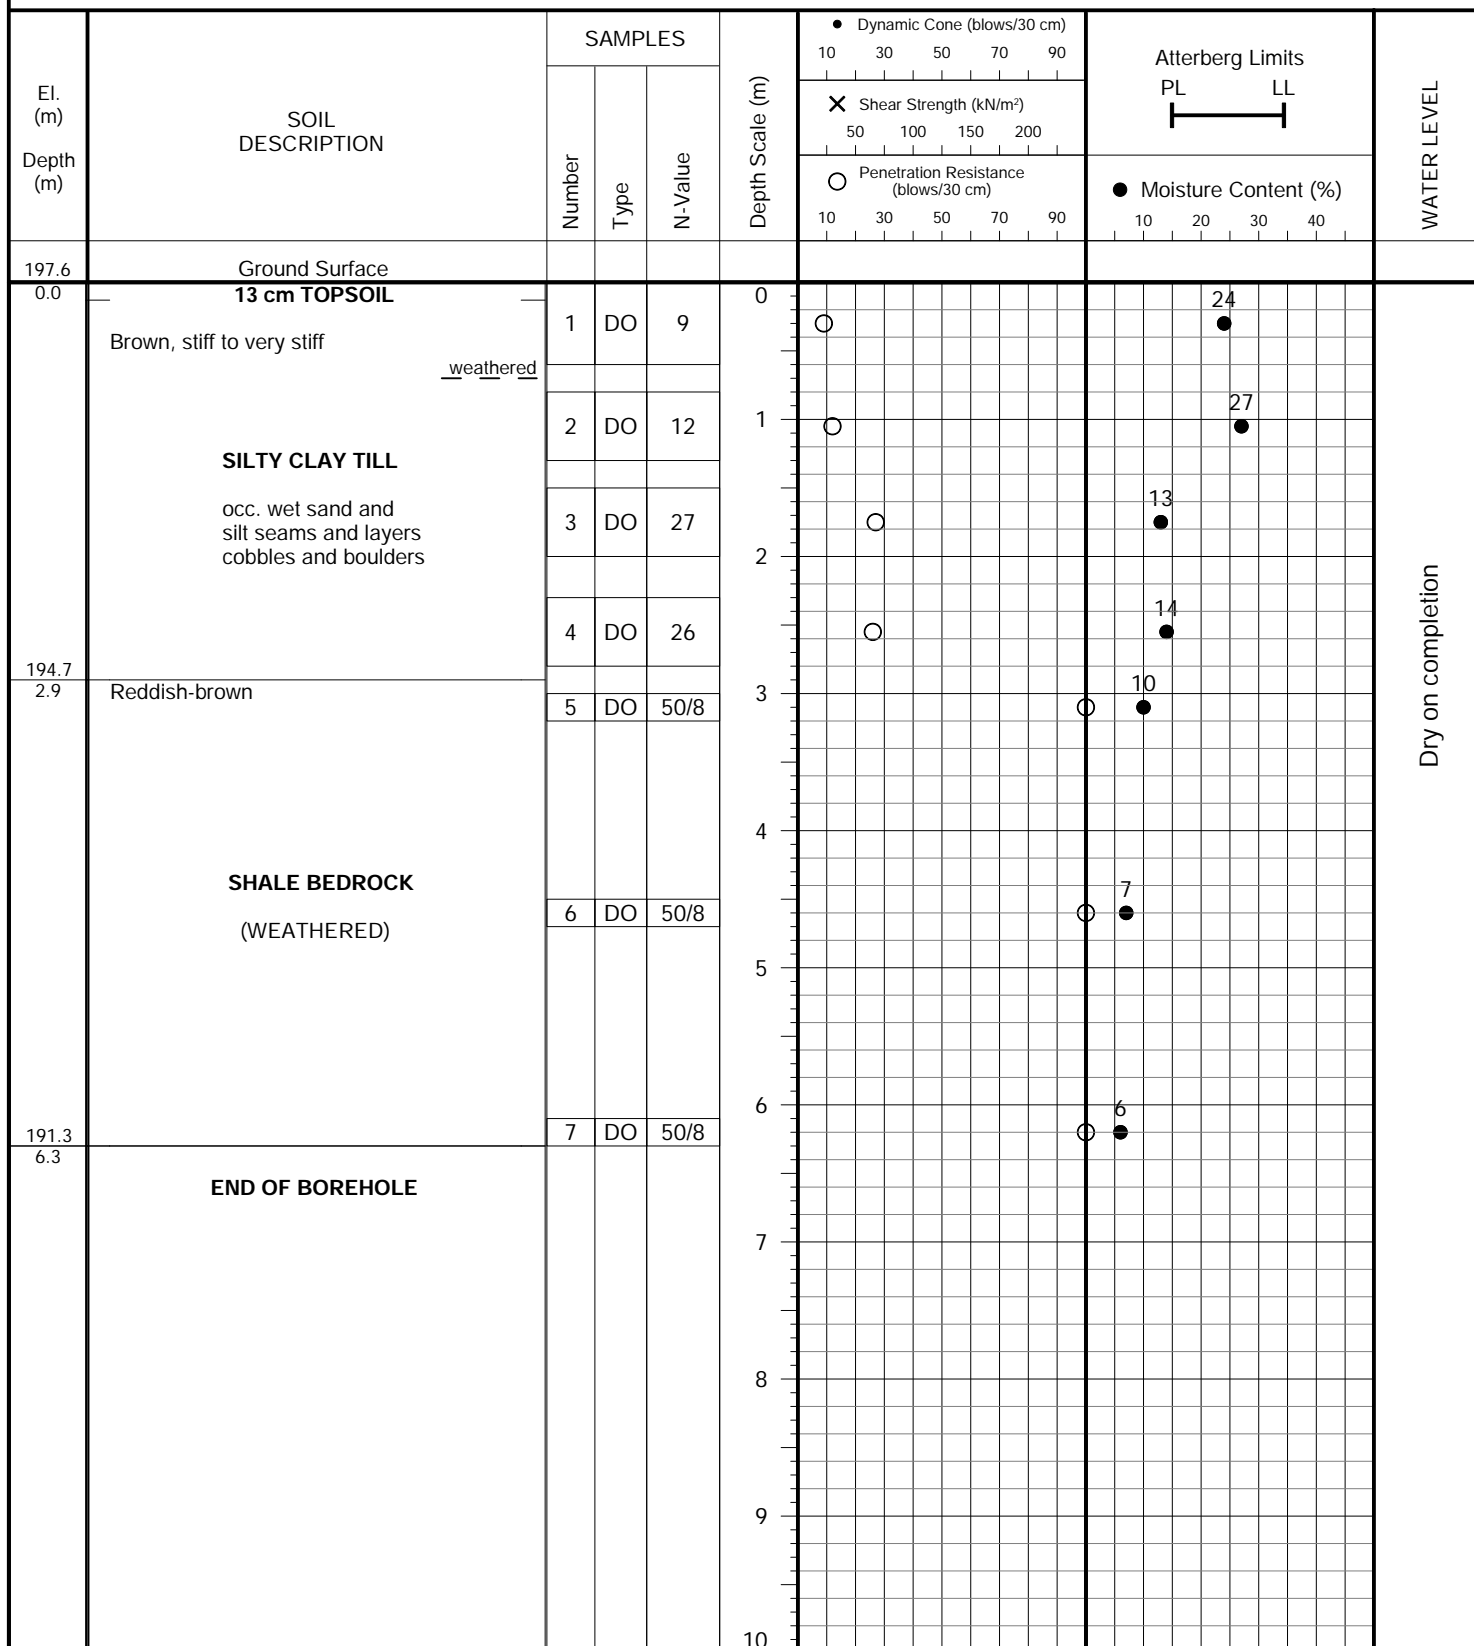 El.
(m)
Depth
(m)
SOIL
DESCRIPTION
SAMPLES
Number
Type
N-Value
Depth Scale (m)
Dynamic Cone (blows/30 cm)
10 30 50 70 90
Shear Strength (kN/m²)
50 100 150 200
Penetration Resistance
(blows/30 cm)
10 30 50 70 90
Atterberg Limits
PL LL
Moisture Content (%)
10 20 30 40
WATER LEVEL
197.6 Ground Surface
0.0 13 cm TOPSOIL 0
24
1 DO 9
Brown, stiff to very stiff
weathered
27
1
2 DO 12
SILTY CLAY TILL
13
occ. wet sand and
silt seams and layers
cobbles and boulders
3 DO 27
2
14
4 DO 26
Dry on completion
194.7
2.9 Reddish-brown 3
10
5 DO 50/8
4
SHALE BEDROCK
7
6 DO 50/8
(WEATHERED)
5
6
6
191.3 7 DO 50/8
6.3
END OF BOREHOLE
7
8
9
10